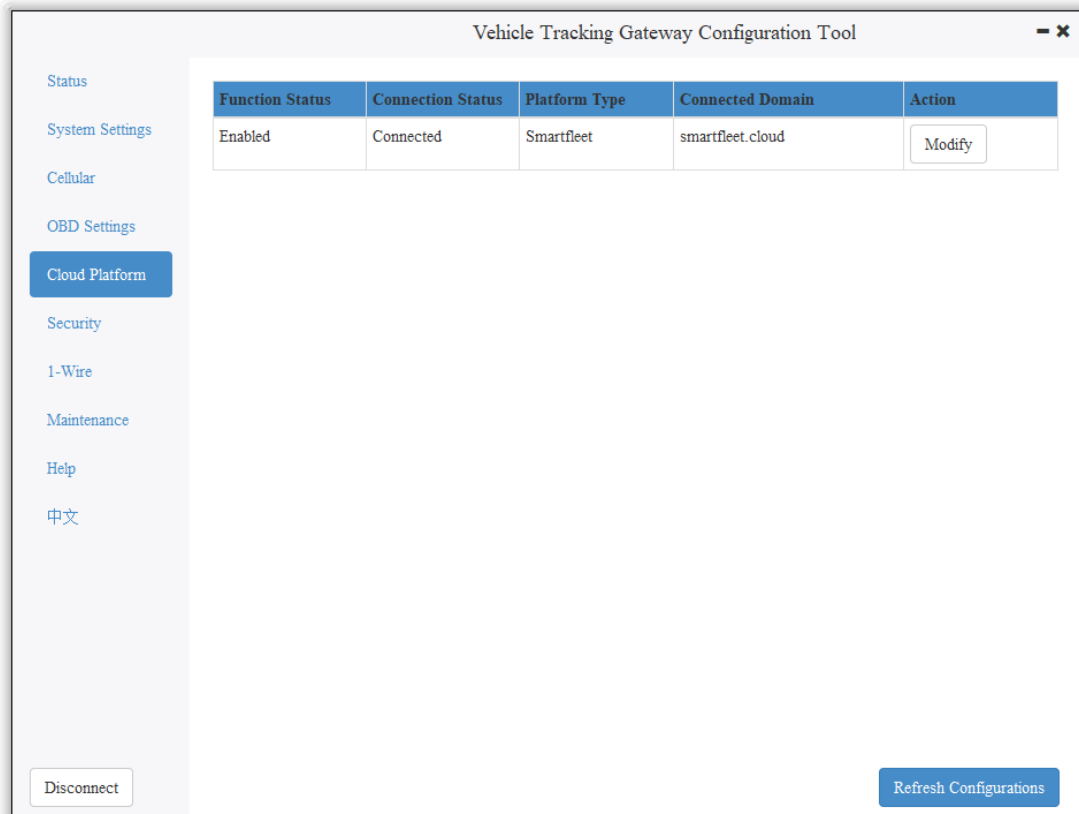 Vehicle Tracking Gateway Configuration Tool
Status
System Settings
Cellular
OBD Settings
Cloud Platform
Security
1-Wire
Maintenance
Help
中文
Disconnect
Function Status Connection Status Platform Type Connected Domain Action
Enabled Connected Smartfleet smartfleet.cloud Modify
Refresh Configurations